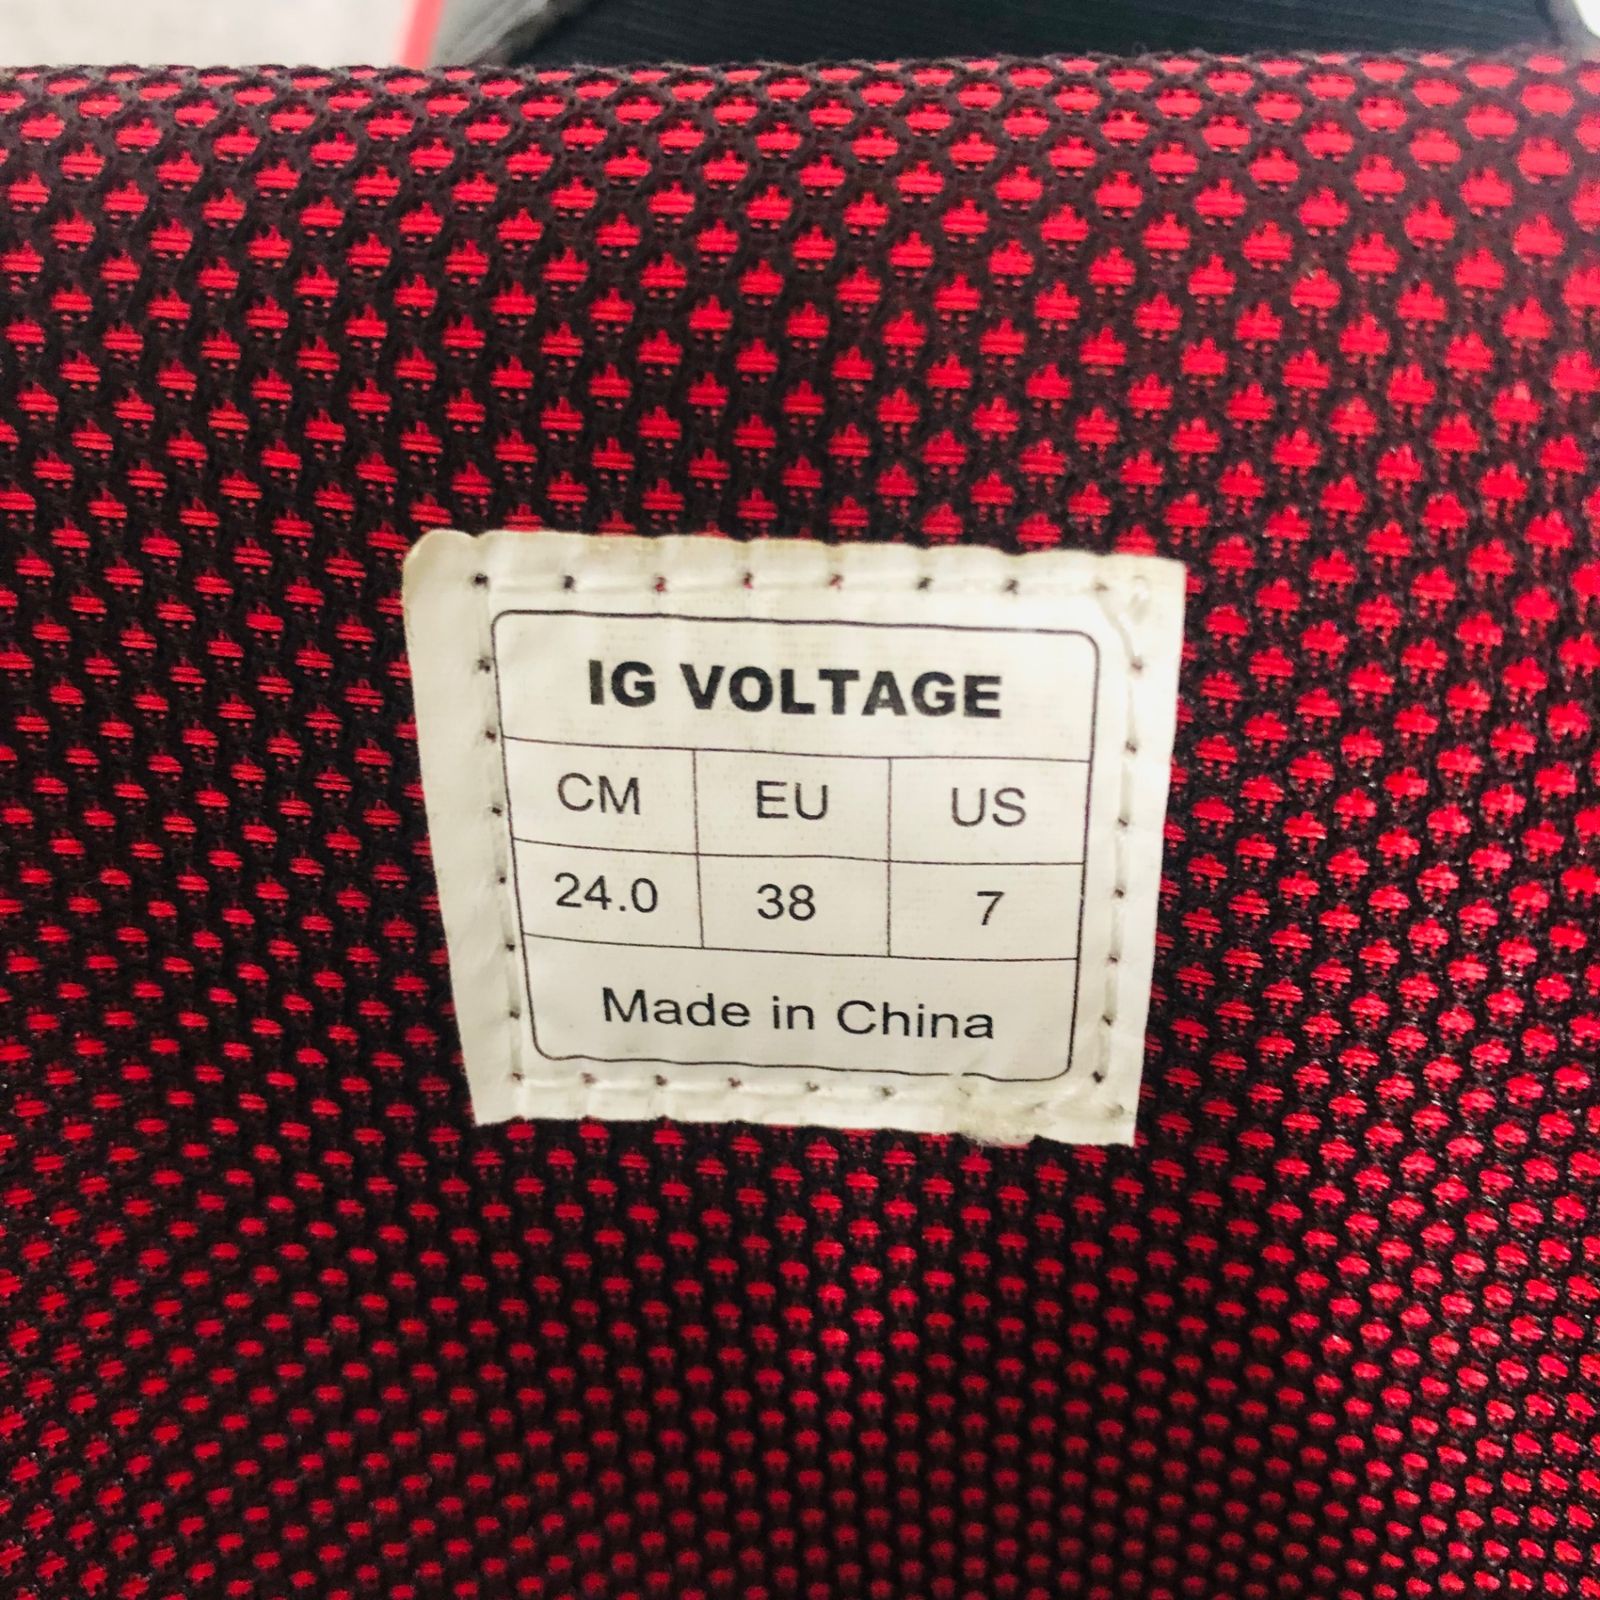 IG VOLTAGE
CM EU US
24.0 38 7
Made in China